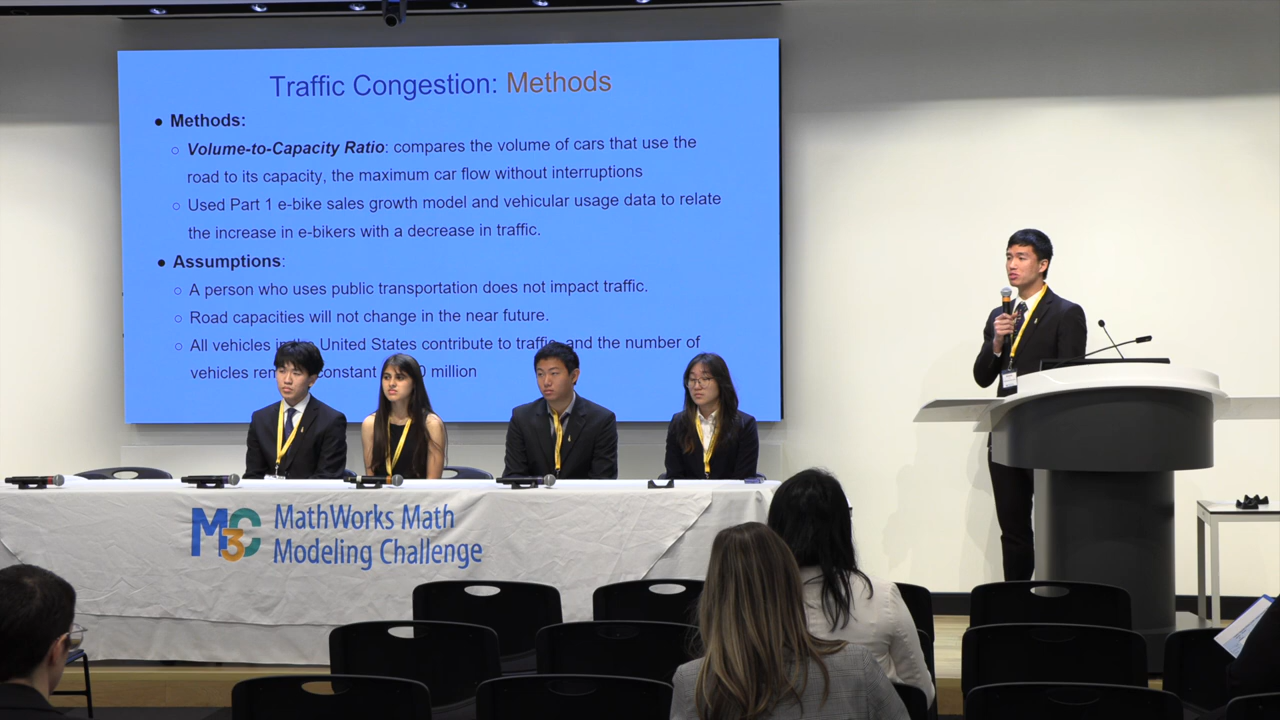 Traffic Congestion: Methods
● Methods:
○ Volume-to-Capacity Ratio: compares the volume of cars that use the
road to its capacity, the maximum car flow without interruptions
○ Used Part 1 e-bike sales growth model and vehicular usage data to relate
the increase in e-bikers with a decrease in traffic.
● Assumptions:
○ A person who uses public transportation does not impact traffic.
○ Road capacities will not change in the near future.
○ All vehicles in the United States contribute to traffic, and the number of
vehicles constant million
M3C MathWorks Math
Modeling Challenge